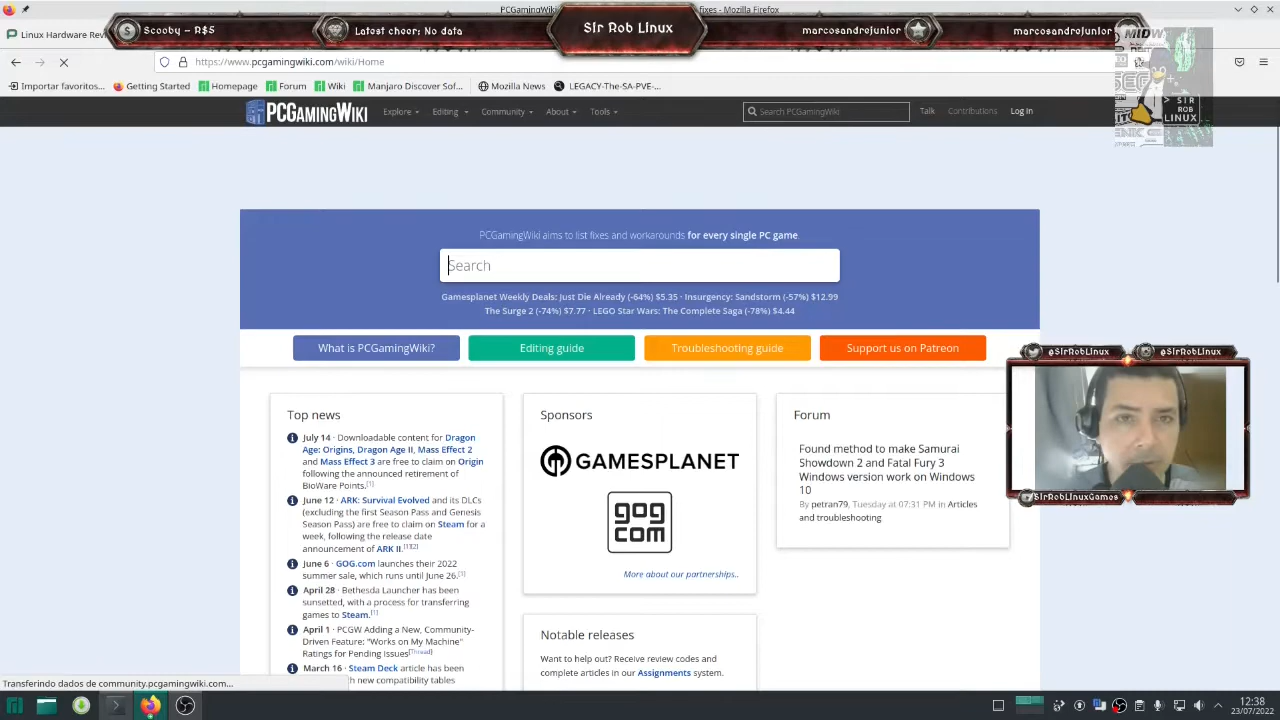 PCGamingWiki
fixes - Mozilla Firefox
Linux Hardware Rev
Scooby - R$5
Latest cheer: No data
Sir Rob Linux
marcosandrejunior
marcosandrejunior
https://www.pcgamingwiki.com/wiki/Home
Importar favoritos...
Getting Started
Homepage
Forum
Wiki
Manjaro Discover Sof...
Mozilla News
LEGACY-The-SA-PVE-...
> SIR
ROB
LINUX
PCGamingWiki
Explore
Editing
Community
About
Tools
Search PCGamingWiki
Talk
Contributions
Log In
PCGamingWiki aims to list fixes and workarounds for every single PC game
Search
Gamesplanet Weekly Deals: Just Die Already (-64%) $5.35 · Insurgency: Sandstorm (-57%) $12.99
The Surge 2 (-74%) $7.77 · LEGO Star Wars: The Complete Saga (-78%) $4.44
What is PCGamingWiki?
Editing guide
Troubleshooting guide
Support us on Patreon
@SirRobLinux
@SirRobLinux
Top news
July 14 · Downloadable content for Dragon
Age: Origins, Dragon Age II, Mass Effect 2
and Mass Effect 3 are free to claim on Origin
following the announced retirement of
BioWare Points.[1]
June 12 · ARK: Survival Evolved and its DLCs
(excluding the first Season Pass and Genesis
Season Pass) are free to claim on Steam for a
week, following the release date
announcement of ARK II.[1][2]
June 6 · GOG.com launches their 2022
summer sale, which runs until June 26.[1]
April 28 · Bethesda Launcher has been
sunsetted, with a process for transferring
games to Steam.[1]
April 1 · PCGW Adding a New, Community-
Driven Feature: "Works on My Machine"
Ratings for Pending Issues[Thread]
March 16 · Steam Deck article has been
h new compatibility tables
Sponsors
GAMESPLANET
gog
com
More about our partnerships..
Notable releases
Want to help out? Receive review codes and
complete articles in our Assignments system.
Forum
Found method to make Samurai
Showdown 2 and Fatal Fury 3
Windows version work on Windows
10
By petran79, Tuesday at 07:31 PM in Articles
and troubleshooting
SirRobLinuxGames
Transferindo dados de community.pcgamingwiki.com...
12:38
23/07/2022